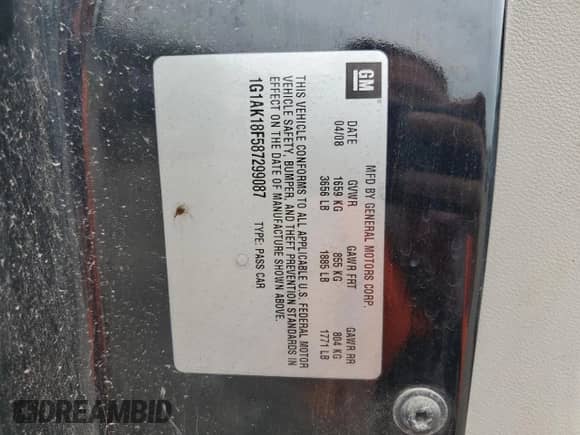 GM
MFD BY GENERAL MOTORS CORP.
DATE GVWR GAWR FRT GAWR RR
04/08 1659 KG 855 KG 804 KG
3656 LB 1885 LB 1771 LB
THIS VEHICLE CONFORMS TO ALL APPLICABLE U.S. FEDERAL MOTOR
VEHICLE SAFETY, BUMPER, AND THEFT PREVENTION STANDARDS IN
EFFECT ON THE DATE OF MANUFACTURE SHOWN ABOVE.
1G1AK18F587299087 TYPE: PASS CAR
DREAMBID